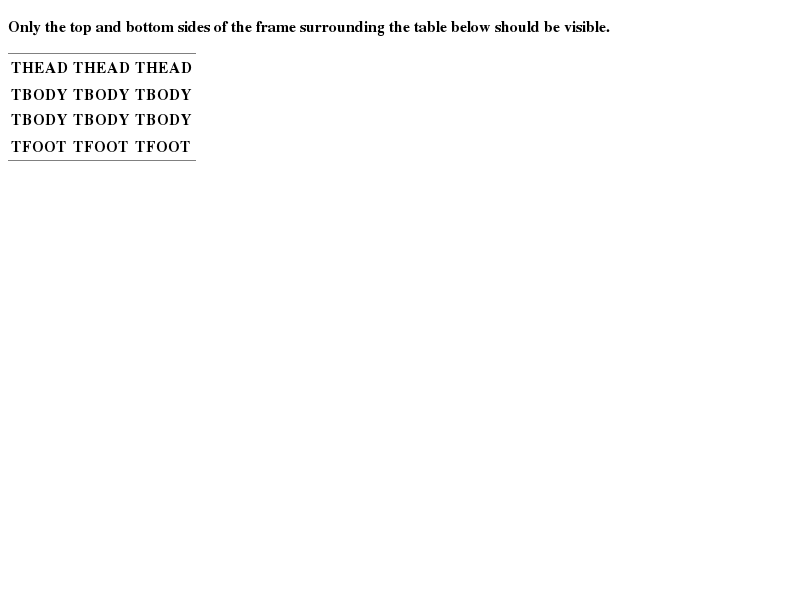 Only the top and bottom sides of the frame surrounding the table below should be visible.
THEAD THEAD THEAD
TBODY TBODY TBODY
TBODY TBODY TBODY
TFOOT TFOOT TFOOT